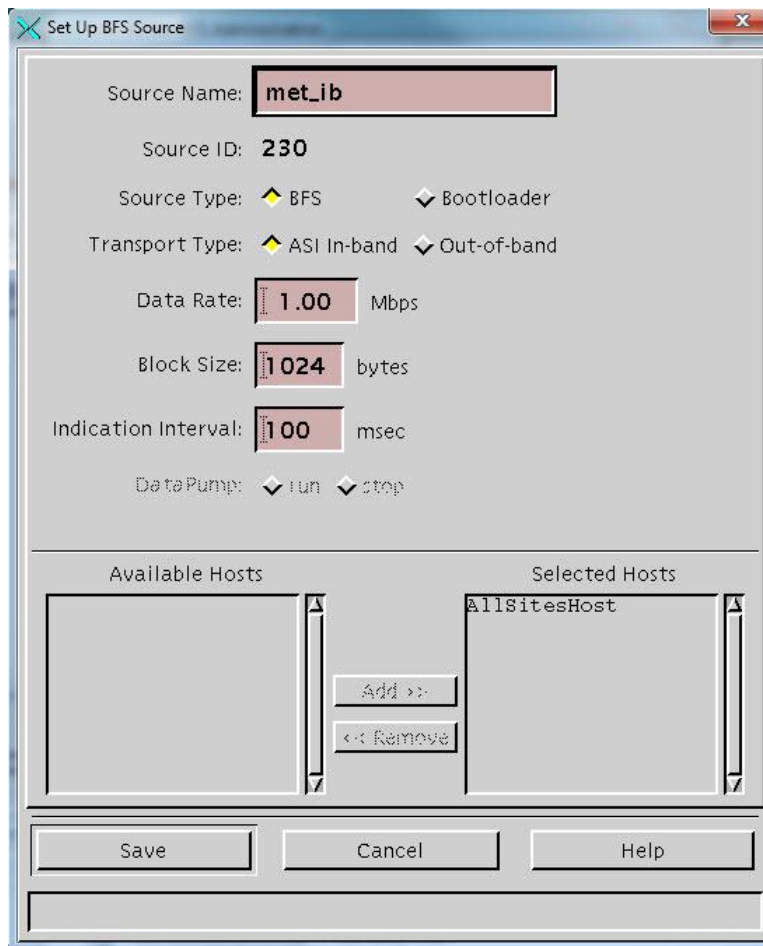 Set Up BFS Source
Source Name: met_ib
Source ID: 230
Source Type: BFS Bootloader
Transport Type: ASI In-band Out-of-band
Data Rate: 1.00 Mbps
Block Size: 1024 bytes
Indication Interval: 100 msec
DataPump: run stop
Available Hosts Selected Hosts
AllSitesHost
Add >>
<< Remove
Save Cancel Help